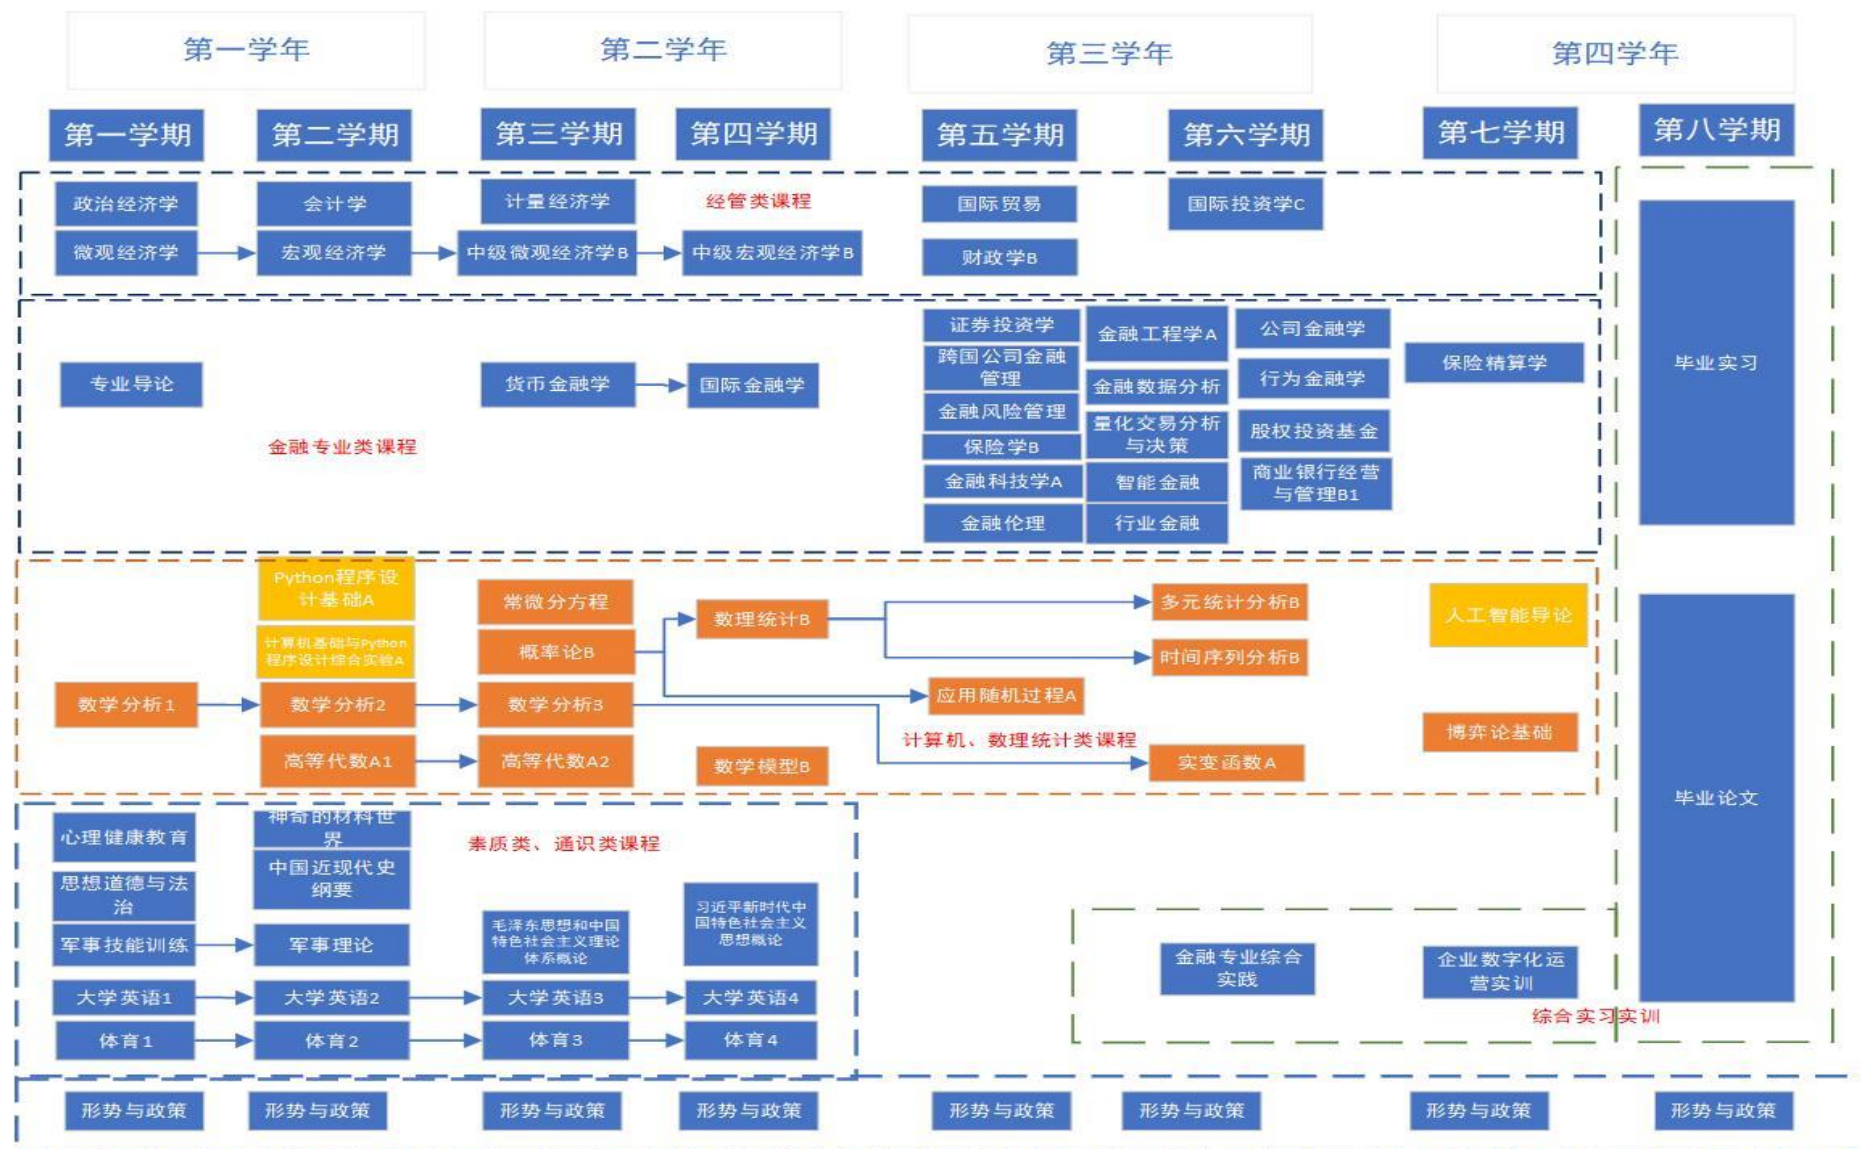 第一学年
第二学年
第三学年
第四学年
第一学期
第二学期
第三学期
第四学期
第五学期
第六学期
第七学期
第八学期
政治经济学
会计学
计量经济学
经管类课程
国际贸易
国际投资学C
微观经济学
宏观经济学
中级微观经济学B
中级宏观经济学B
财政学B
专业导论
货币金融学
国际金融学
金融专业类课程
证券投资学
跨国公司金融
管理
金融风险管理
保险学B
金融科技学A
金融伦理
金融工程学A
金融数据分析
量化交易分析
与决策
智能金融
行业金融
公司金融学
行为金融学
股权投资基金
商业银行经营
与管理B1
保险精算学
毕业实习
Python程序设
计基础A
计算机基础与Python
程序设计综合实验A
数学分析1
数学分析2
高等代数A1
常微分方程
概率论B
数学分析3
高等代数A2
数理统计B
数学模型B
应用随机过程A
计算机、数理统计类课程
多元统计分析B
时间序列分析B
实变函数A
人工智能导论
博弈论基础
毕业论文
心理健康教育
思想道德与法
治
军事技能训练
大学英语1
体育1
神奇的材料世
界
中国近现代史
纲要
军事理论
大学英语2
体育2
素质类、通识类课程
毛泽东思想和中国
特色社会主义理论
体系概论
大学英语3
体育3
习近平新时代中
国特色社会主义
思想概论
大学英语4
体育4
金融专业综合
实践
企业数字化运
营实训
综合实习实训
形势与政策
形势与政策
形势与政策
形势与政策
形势与政策
形势与政策
形势与政策
形势与政策